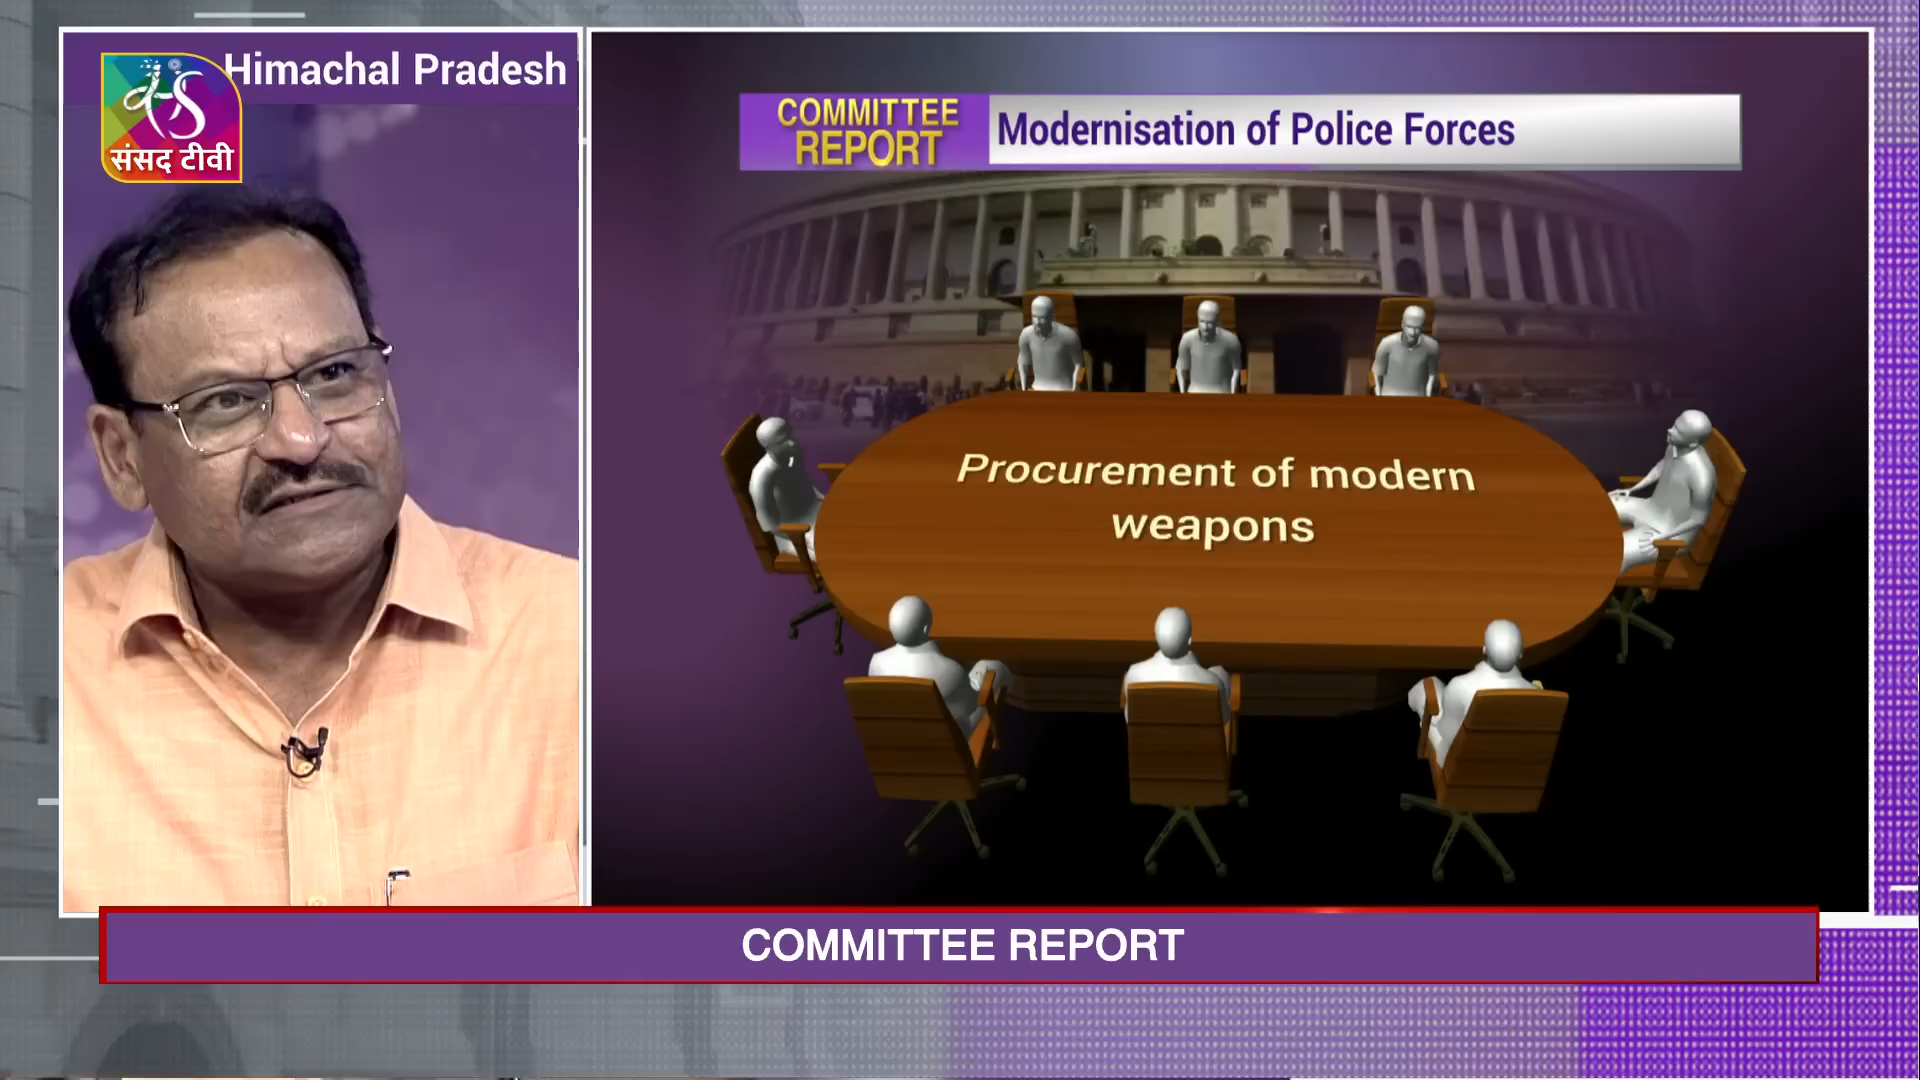 Himachal Pradesh
संसद टीवी
COMMITTEE
REPORT
Modernisation of Police Forces
Procurement of modern
weapons
COMMITTEE REPORT